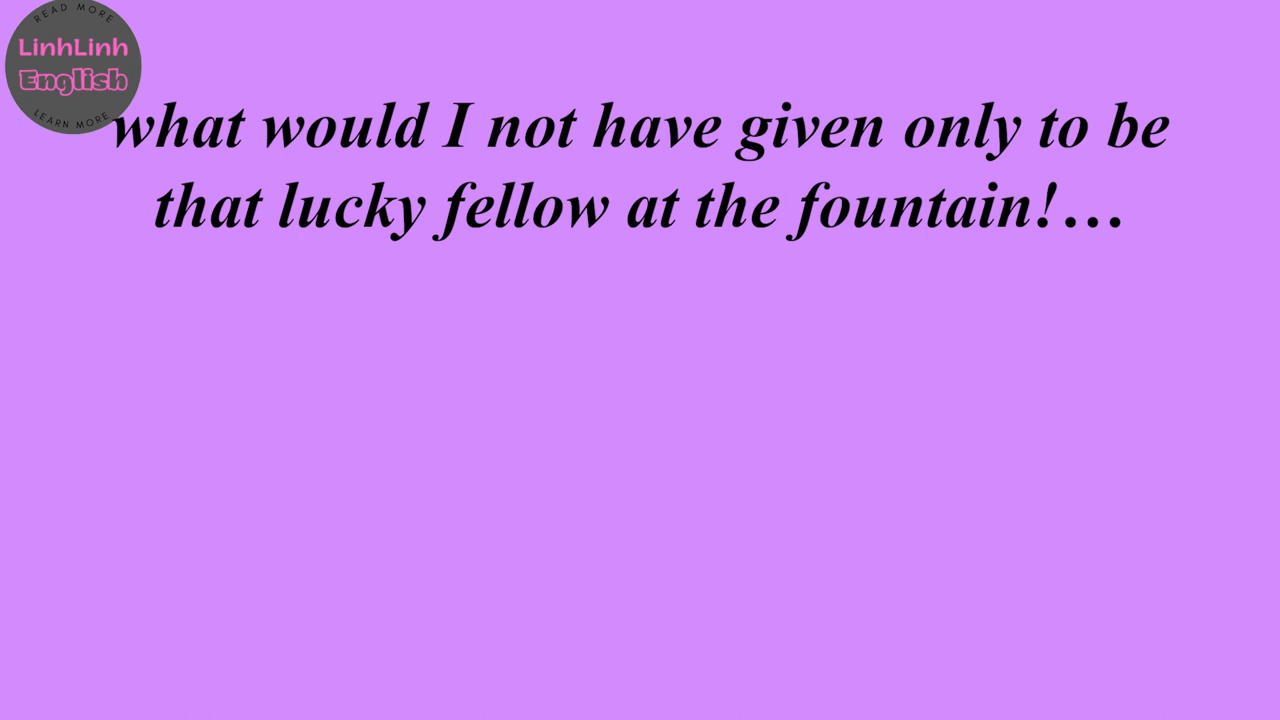 READ MORE
LinhLinh
English
LEARN MORE
what would I not have given only to be
that lucky fellow at the fountain!...